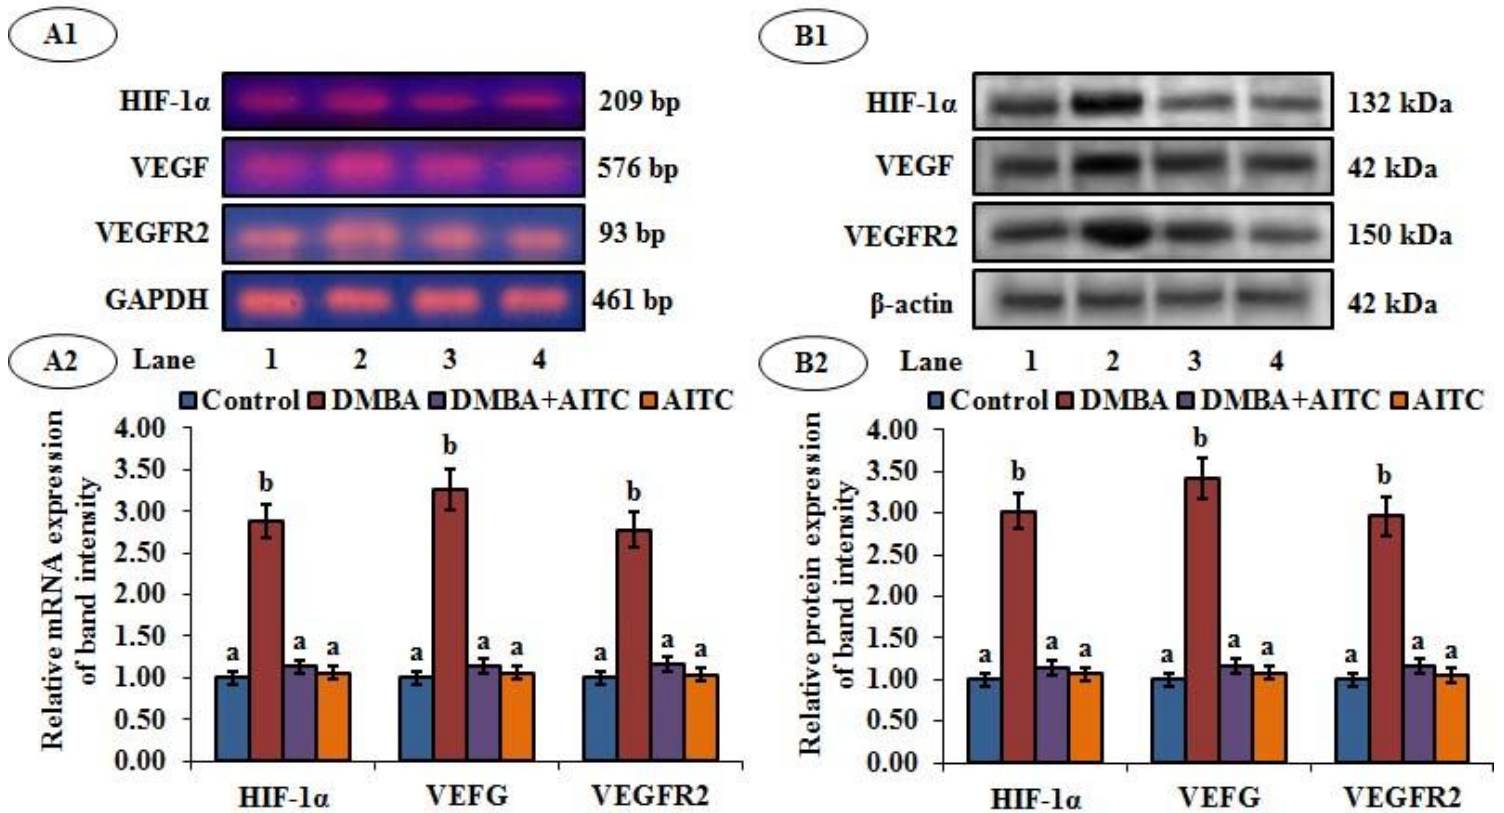 A1
HIF-1α 209 bp
VEGF 576 bp
VEGFR2 93 bp
GAPDH 461 bp
B1
HIF-1α 132 kDa
VEGF 42 kDa
VEGFR2 150 kDa
β-actin 42 kDa
A2
Lane 1 2 3 4
Control DMBA DMBA+AITC AITC
Relative mRNA expression
of band intensity
4.00
3.50
3.00
2.50
2.00
1.50
1.00
0.50
0.00
a b a a
a b a a
a b a a
HIF-1α VEFG VEGFR2
B2
Lane 1 2 3 4
Control DMBA DMBA+AITC AITC
Relative protein expression
of band intensity
4.00
3.50
3.00
2.50
2.00
1.50
1.00
0.50
0.00
a b a a
a b a a
a b a a
HIF-1α VEFG VEGFR2